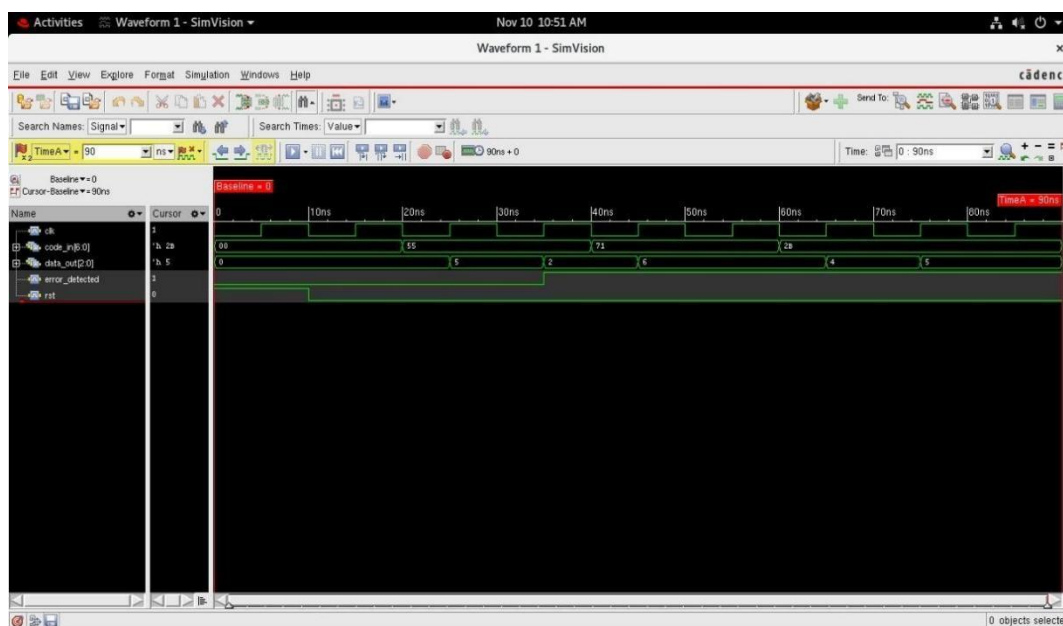 Activities Waveform 1 - SimVision Nov 10 10:51 AM
Waveform 1 - SimVision
File Edit View Explore Format Simulation Windows Help cādenc
Send To:
Search Names: Signal Search Times: Value
x2 TimeA = 90 ns 90ns + 0 Time: 0 : 90ns
Baseline = 0
Cursor-Baseline = 90ns
Baseline = 0
TimeA = 90ns
Name Cursor 0 10ns 20ns 30ns 40ns 50ns 60ns 70ns 80ns
clk 1
code_in[6:0] 'h 2B 00 55 71 2B
data_out[2:0] 'h 5 0 5 2 6 4 5
error_detected 1
rst 0
0 objects select